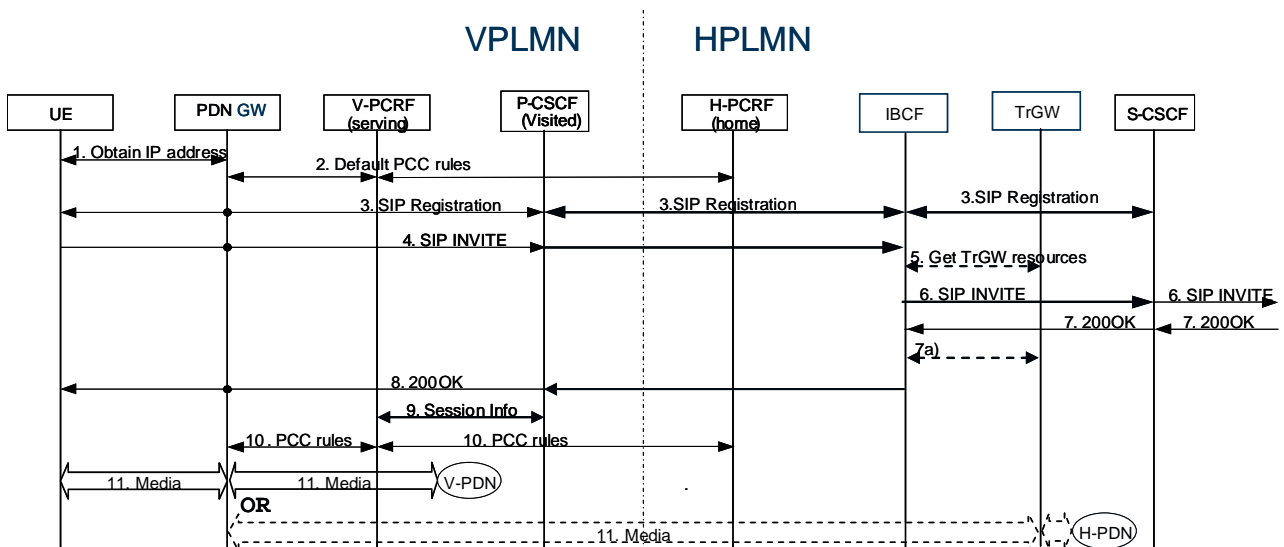 VPLMN
HPLMN
UE
PDN GW
V-PCRF
(serving)
P-CSCF
(Visited)
H-PCRF
(home)
IBCF
TrGW
S-CSCF
1. Obtain IP address
2. Default PCC rules
3. SIP Registration
3.SIP Registration
3.SIP Registration
4. SIP INVITE
5. Get TrGW resources
6. SIP INVITE
6. SIP INVITE
7. 200OK
7. 200OK
7a)
8. 200OK
9. Session Info
10 . PCC rules
10. PCC rules
11. Media
11. Media
V-PDN
.
OR
11. Media
H-PDN